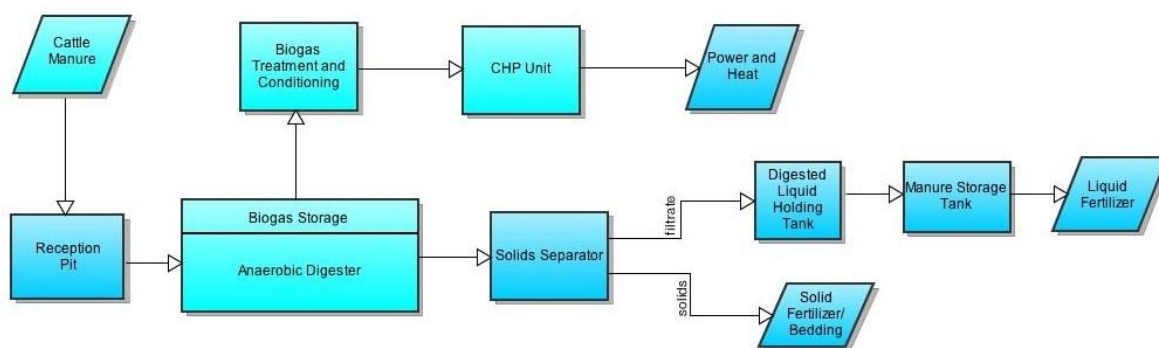 Cattle
Manure
Biogas
Treatment and
Conditioning
CHP Unit
Power and
Heat
Reception
Pit
Biogas Storage
Anaerobic Digester
Solids Separator
filtrate
solids
Digested
Liquid
Holding
Tank
Manure Storage
Tank
Liquid
Fertilizer
Solid
Fertilizer/
Bedding